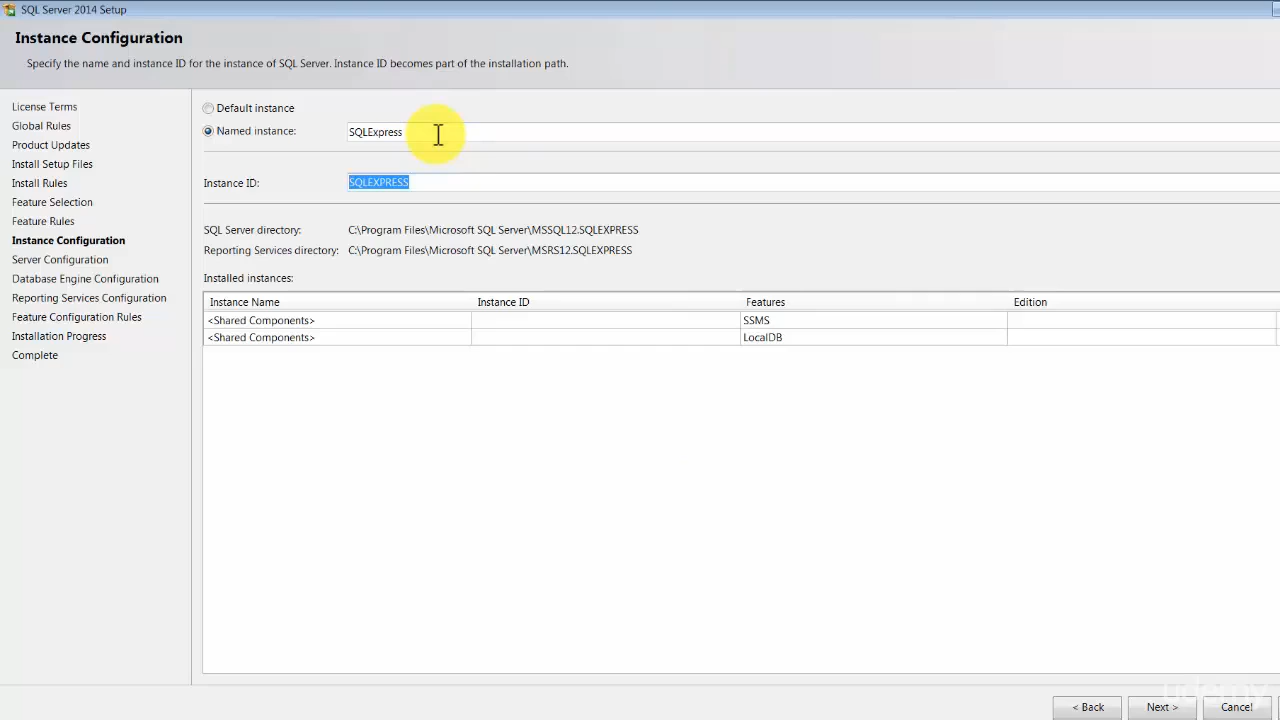 SQL Server 2014 Setup
Instance Configuration
Specify the name and instance ID for the instance of SQL Server. Instance ID becomes part of the installation path.
License Terms
Global Rules
Product Updates
Install Setup Files
Install Rules
Feature Selection
Feature Rules
Instance Configuration
Server Configuration
Database Engine Configuration
Reporting Services Configuration
Feature Configuration Rules
Installation Progress
Complete
Default instance
Named instance: SQLExpress
Instance ID: SQLEXPRESS
SQL Server directory: C:\Program Files\Microsoft SQL Server\MSSQL12.SQLEXPRESS
Reporting Services directory: C:\Program Files\Microsoft SQL Server\MSRS12.SQLEXPRESS
Installed instances:
Instance Name Instance ID Features Edition
<Shared Components> SSMS
<Shared Components> LocalDB
< Back Next > Cancel
udemy